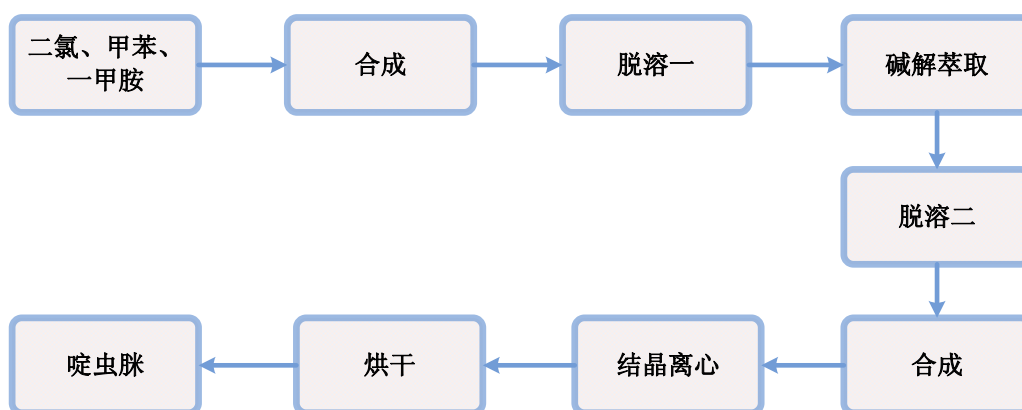 二氯、甲苯、
一甲胺
合成
脱溶一
碱解萃取
脱溶二
合成
结晶离心
烘干
啶虫脒